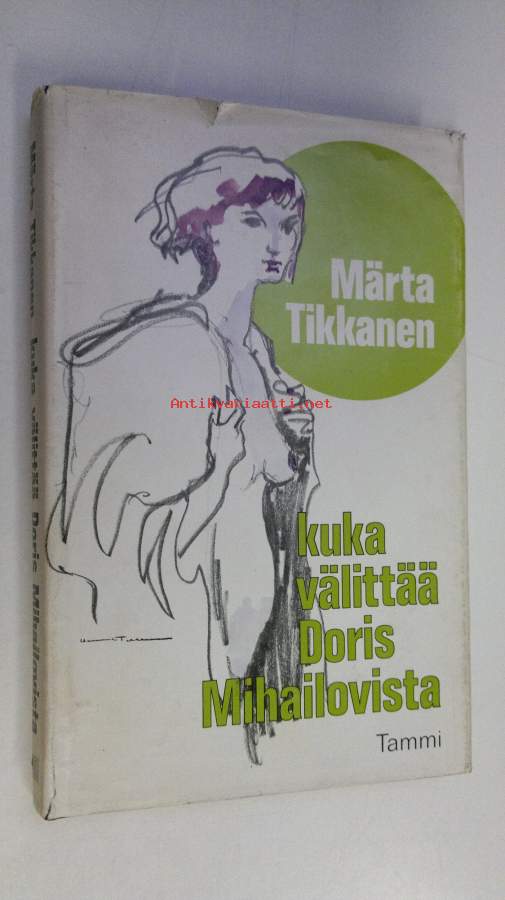 Märta
Tikkanen
Antikvariaatti.net
kuka
välittää
Doris
Mihailovista
Tammi
Märta Tikkanen kuka välittää Doris Mihailovista